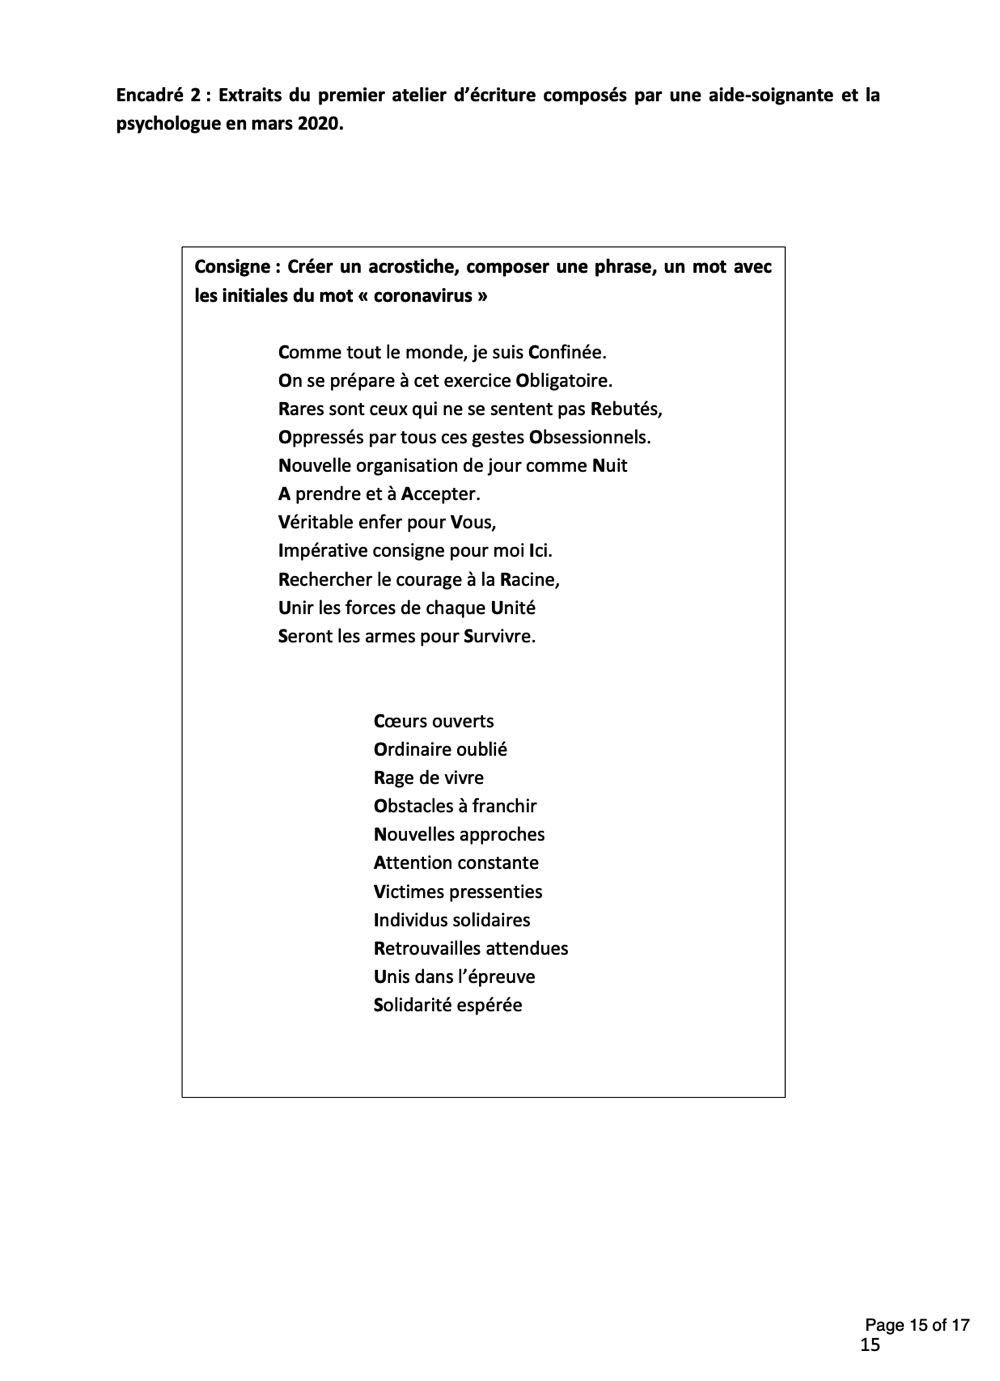 Encadré 2 : Extraits du premier atelier d’écriture composés par une aide-soignante et la
psychologue en mars 2020.
Consigne : Créer un acrostiche, composer une phrase, un mot avec
les initiales du mot « coronavirus »
Comme tout le monde, je suis Confinée.
On se prépare à cet exercice Obligatoire.
Rares sont ceux qui ne se sentent pas Rebutés,
Oppressés par tous ces gestes Obsessionnels.
Nouvelle organisation de jour comme Nuit
A prendre et à Accepter.
Véritable enfer pour Vous,
Impérative consigne pour moi Ici.
Rechercher le courage à la Racine,
Unir les forces de chaque Unité
Seront les armes pour Survivre.
Cœurs ouverts
Ordinaire oublié
Rage de vivre
Obstacles à franchir
Nouvelles approches
Attention constante
Victimes pressenties
Individus solidaires
Retrouvailles attendues
Unis dans l’épreuve
Solidarité espérée
Page 15 of 17
15